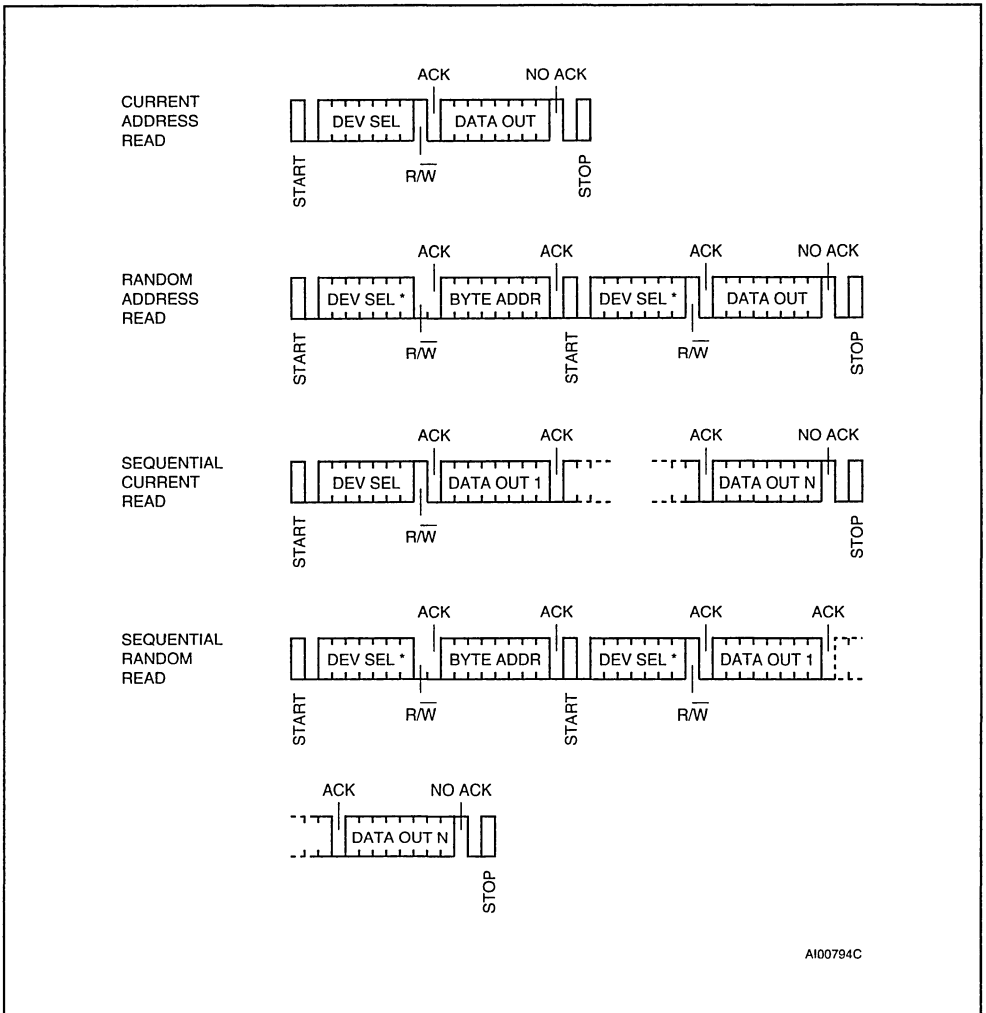 ACK NO ACK
CURRENT
ADDRESS
READ
DEV SEL DATA OUT
START R/W̅ STOP
ACK ACK ACK NO ACK
RANDOM
ADDRESS
READ
DEV SEL * BYTE ADDR DEV SEL * DATA OUT
START R/W̅ START R/W̅ STOP
ACK ACK ACK NO ACK
SEQUENTIAL
CURRENT
READ
DEV SEL DATA OUT 1 DATA OUT N
START R/W̅ STOP
ACK ACK ACK ACK
SEQUENTIAL
RANDOM
READ
DEV SEL * BYTE ADDR DEV SEL * DATA OUT 1
START R/W̅ START R/W̅
ACK NO ACK
DATA OUT N
STOP
AI00794C